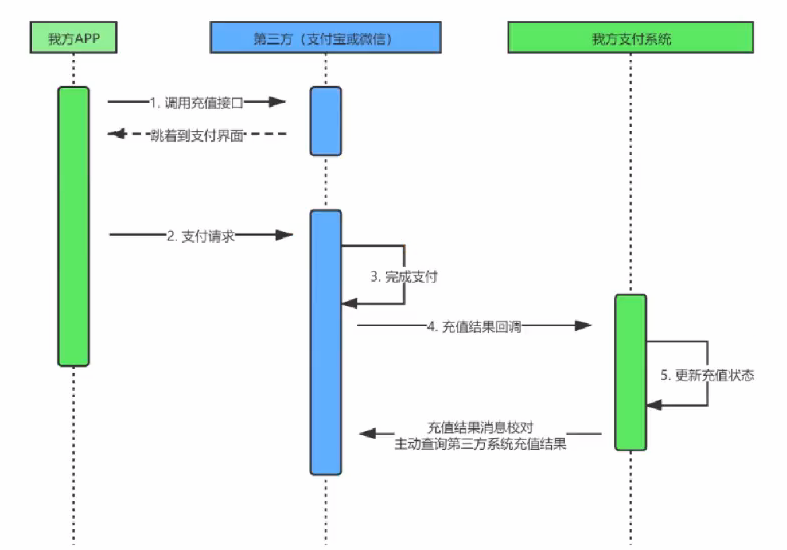 我方APP
第三方（支付宝或微信）
我方支付系统
1. 调用充值接口
跳着到支付界面
2. 支付请求
3. 完成支付
4. 充值结果回调
5. 更新充值状态
充值结果消息校对
主动查询第三方系统充值结果